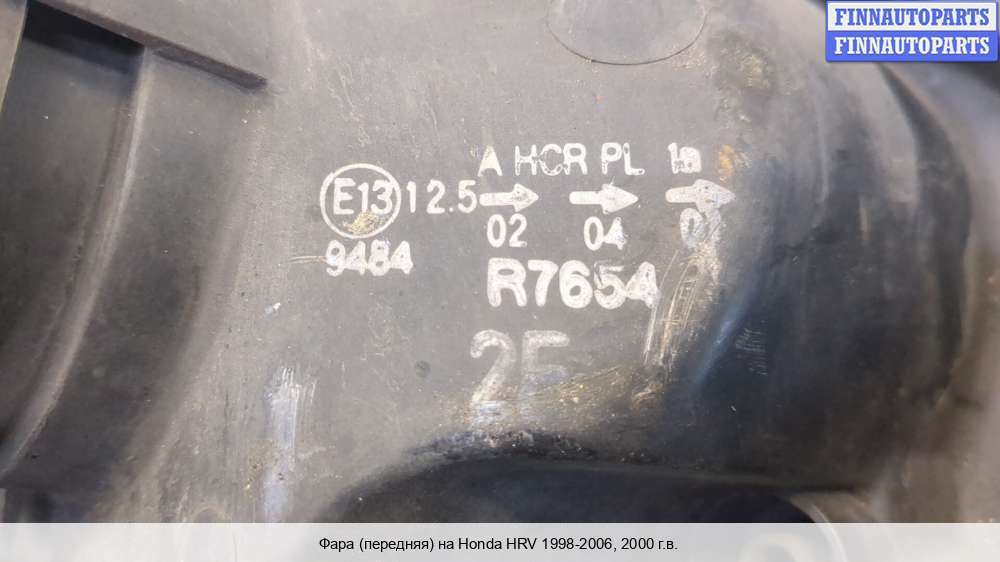 FINNAUTOPARTS
FINNAUTOPARTS
A HCR PL 1B
E13 12.5 → → →
02 04
9484
R7654
2E
Фара (передняя) на Honda HRV 1998-2006, 2000 г.в.